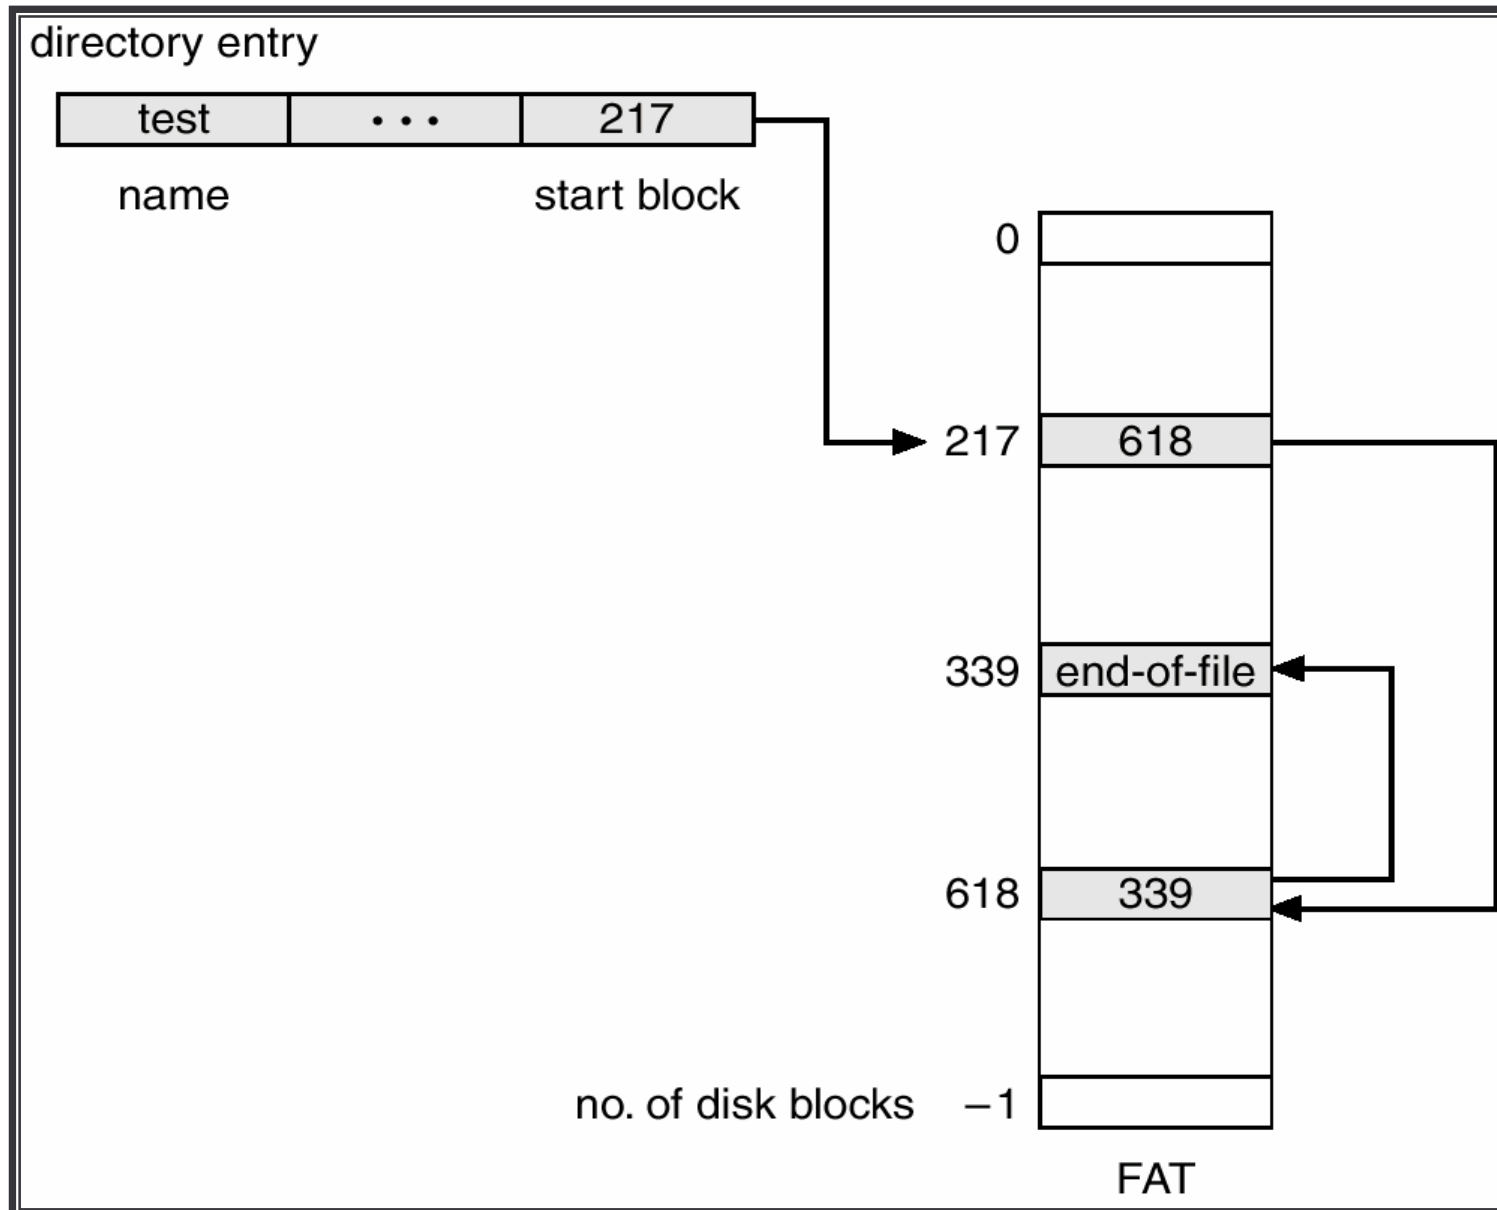 directory entry
test ••• 217
name start block
0
217 618
339 end-of-file
618 339
no. of disk blocks –1
FAT